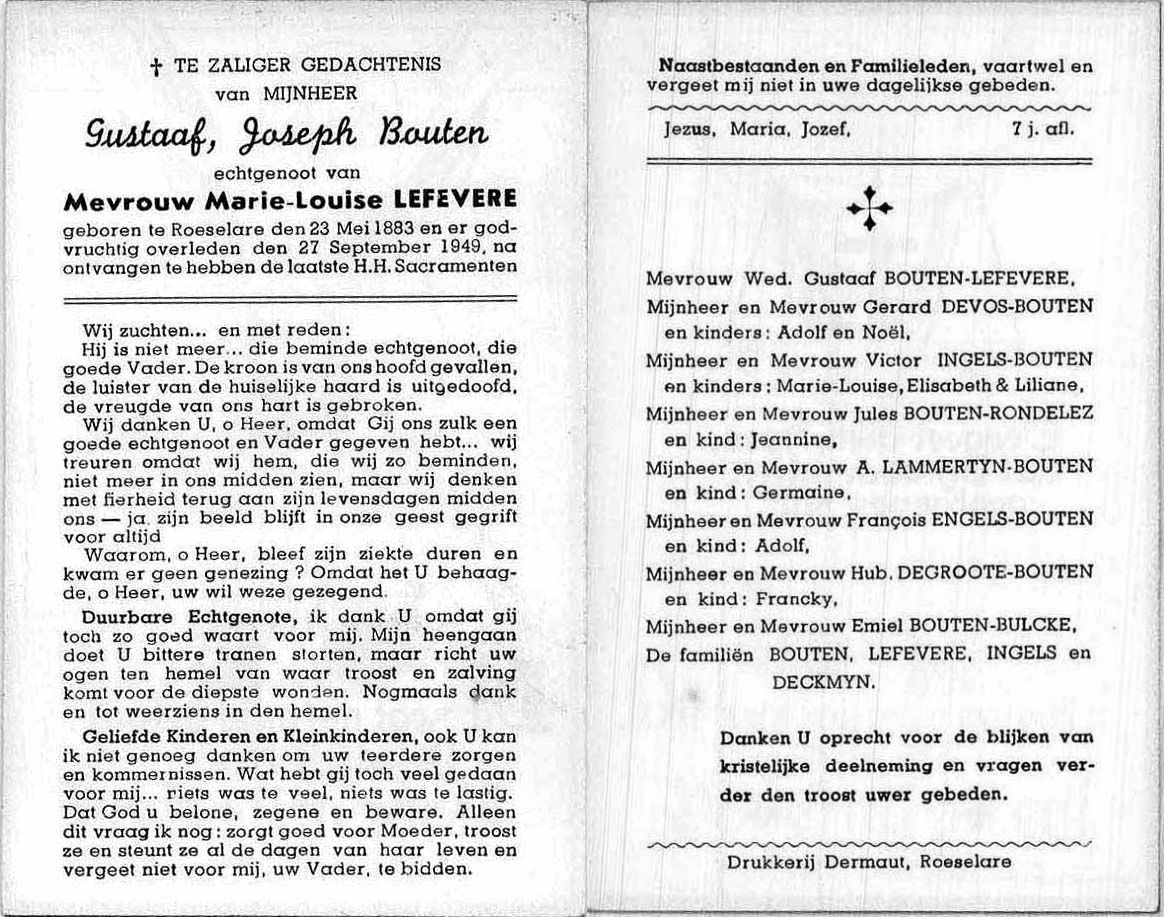 † TE ZALIGER GEDACHTENIS
van MIJNHEER
Gustaaf, Joseph Bouten
echtgenoot van
Mevrouw Marie-Louise LEFEVERE
geboren te Roeselare den 23 Mei 1883 en er god-
vruchtig overleden den 27 September 1949, na
ontvangen te hebben de laatste H.H. Sacramenten
Wij zuchten... en met reden:
Hij is niet meer... die beminde echtgenoot, die
goede Vader. De kroon is van ons hoofd gevallen,
de luister van de huiselijke haard is uitgedoofd,
de vreugde van ons hart is gebroken.
Wij danken U, o Heer, omdat Gij ons zulk een
goede echtgenoot en Vader gegeven hebt... wij
treuren omdat wij hem, die wij zo beminden,
niet meer in ons midden zien, maar wij denken
met fierheid terug aan zijn levensdagen midden
ons — ja, zijn beeld blijft in onze geest gegrift
voor altijd
Waarom, o Heer, bleef zijn ziekte duren en
kwam er geen genezing ? Omdat het U behaag-
de, o Heer, uw wil weze gezegend.
Duurbare Echtgenote, ik dank U omdat gij
toch zo goed waart voor mij. Mijn heengaan
doet U bittere tranen storten, maar richt uw
ogen ten hemel van waar troost en zalving
komt voor de diepste wonden. Nogmaals dank
en tot weerziens in den hemel.
Geliefde Kinderen en Kleinkinderen, ook U kan
ik niet genoeg danken om uw teerdere zorgen
en kommernissen. Wat hebt gij toch veel gedaan
voor mij... niets was te veel, niets was te lastig.
Dat God u belone, zegene en beware. Alleen
dit vraag ik nog : zorgt goed voor Moeder, troost
ze en steunt ze al de dagen van haar leven en
vergeet niet voor mij, uw Vader, te bidden.
Naastbestaanden en Familieleden, vaartwel en
vergeet mij niet in uwe dagelijkse gebeden.
Jezus, Maria, Jozef, 7 j. afl.
Mevrouw Wed. Gustaaf BOUTEN-LEFEVERE,
Mijnheer en Mevrouw Gerard DEVOS-BOUTEN
en kinders : Adolf en Noël,
Mijnheer en Mevrouw Victor INGELS-BOUTEN
en kinders : Marie-Louise, Elisabeth & Liliane,
Mijnheer en Mevrouw Jules BOUTEN-RONDELEZ
en kind : Jeannine,
Mijnheer en Mevrouw A. LAMMERTYN-BOUTEN
en kind : Germaine,
Mijnheer en Mevrouw François ENGELS-BOUTEN
en kind : Adolf,
Mijnheer en Mevrouw Hub. DEGROOTE-BOUTEN
en kind : Francky,
Mijnheer en Mevrouw Emiel BOUTEN-BULCKE,
De familiën BOUTEN, LEFEVERE, INGELS en
DECKMYN.
Danken U oprecht voor de blijken van
kristelijke deelneming en vragen ver-
der den troost uwer gebeden.
Drukkerij Dermaut, Roeselare